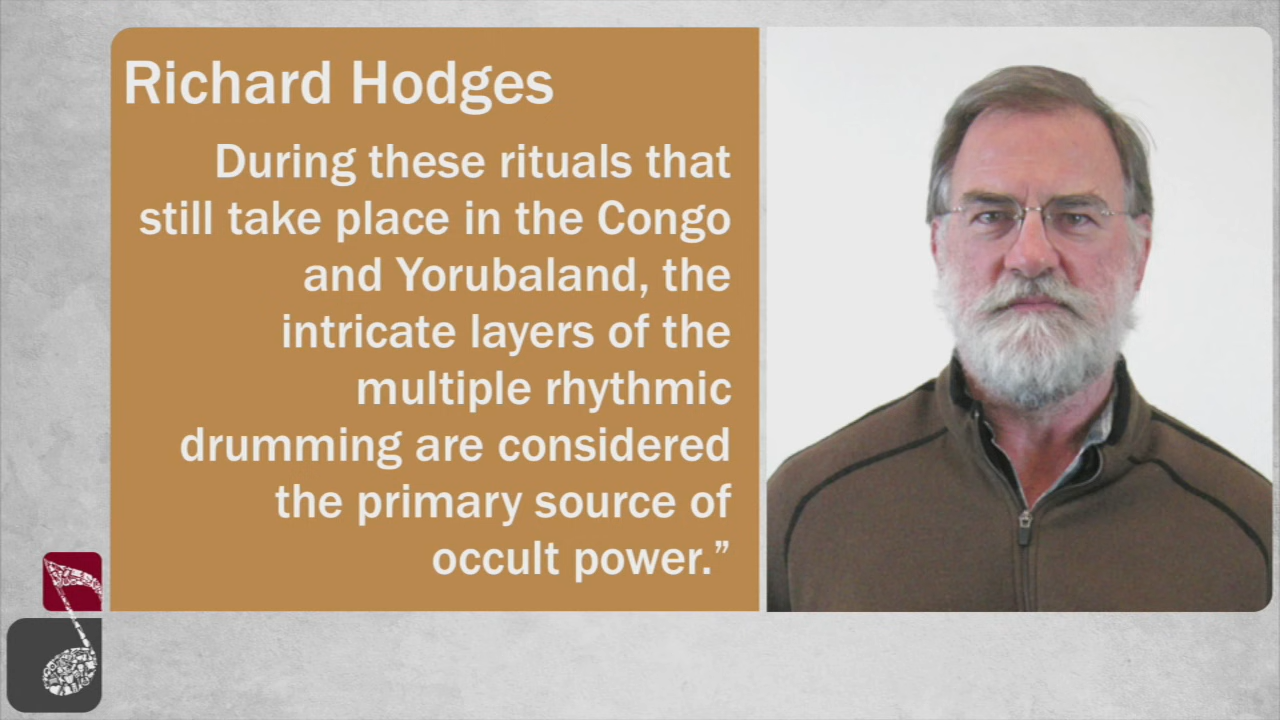 Richard Hodges
During these rituals that
still take place in the Congo
and Yorubaland, the
intricate layers of the
multiple rhythmic
drumming are considered
the primary source of
occult power.”